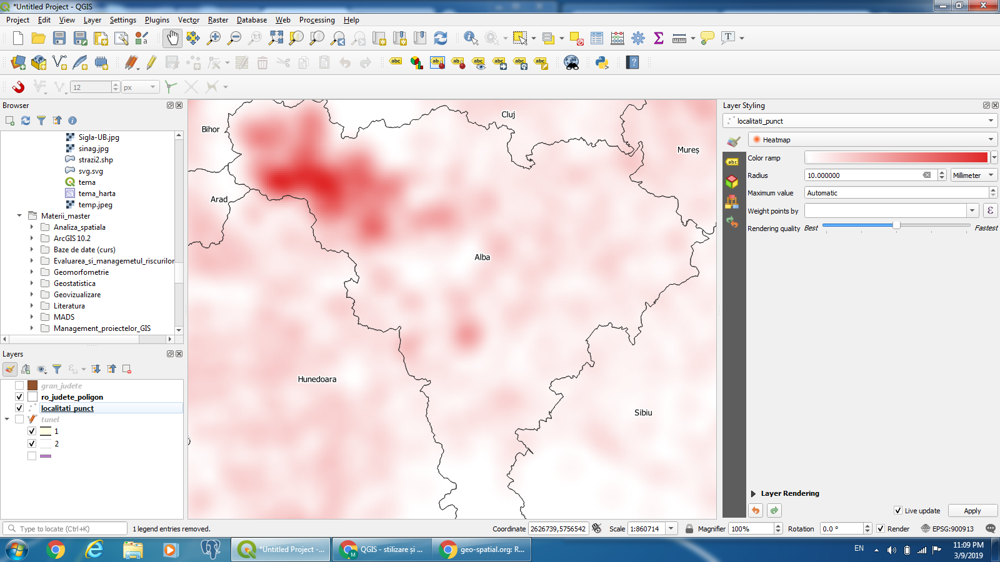 *Untitled Project - QGIS
Project Edit View Layer Settings Plugins Vector Raster Database Web Processing Help
12 px
Browser
Sigla-UB.jpg
sinag.jpg
strazi2.shp
svg.svg
tema
tema_harta
temp.jpeg
Materii_master
Analiza_spatiala
ArcGIS 10.2
Baze de date (curs)
Evaluarea_si_managemetul_riscurilor
Geomorfometrie
Geostatistica
Geovizualizare
Literatura
MADS
Management_proiectelor_GIS
Layers
gran_judete
ro_judete_poligon
localitati_punct
tunel
1
2
Bihor
Cluj
Mureș
Arad
Alba
Hunedoara
Sibiu
Layer Styling
localitati_punct
Heatmap
Color ramp
Radius 10.000000 Millimeter
Maximum value Automatic
Weight points by ε
Rendering quality Best Fastest
Layer Rendering
Live update Apply
Type to locate (Ctrl+K) 1 legend entries removed. Coordinate 2626739,5756542 Scale 1:860714 Magnifier 100% Rotation 0.0 ° Render EPSG:900913
*Untitled Project -... QGIS - stilizare și ... geo-spatial.org: R... EN 11:09 PM
3/9/2019